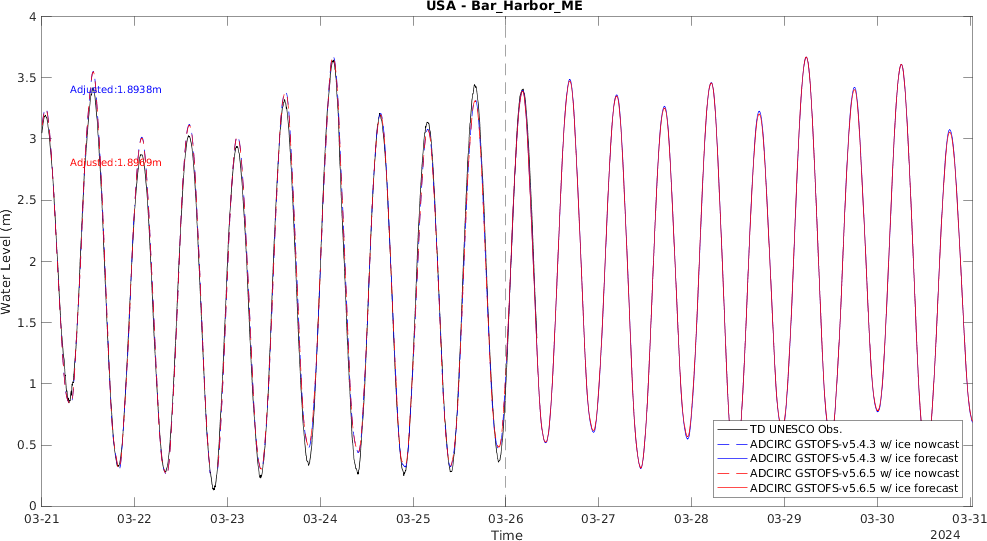 USA - Bar_Harbor_ME
Water Level (m)
4
3.5
3
2.5
2
1.5
1
0.5
0
Adjusted:1.8938m
Adjusted:1.8969m
TD UNESCO Obs.
ADCIRC GSTOFS-v5.4.3 w/ ice nowcast
ADCIRC GSTOFS-v5.4.3 w/ ice forecast
ADCIRC GSTOFS-v5.6.5 w/ ice nowcast
ADCIRC GSTOFS-v5.6.5 w/ ice forecast
03-21 03-22 03-23 03-24 03-25 03-26 03-27 03-28 03-29 03-30 03-31
Time
2024